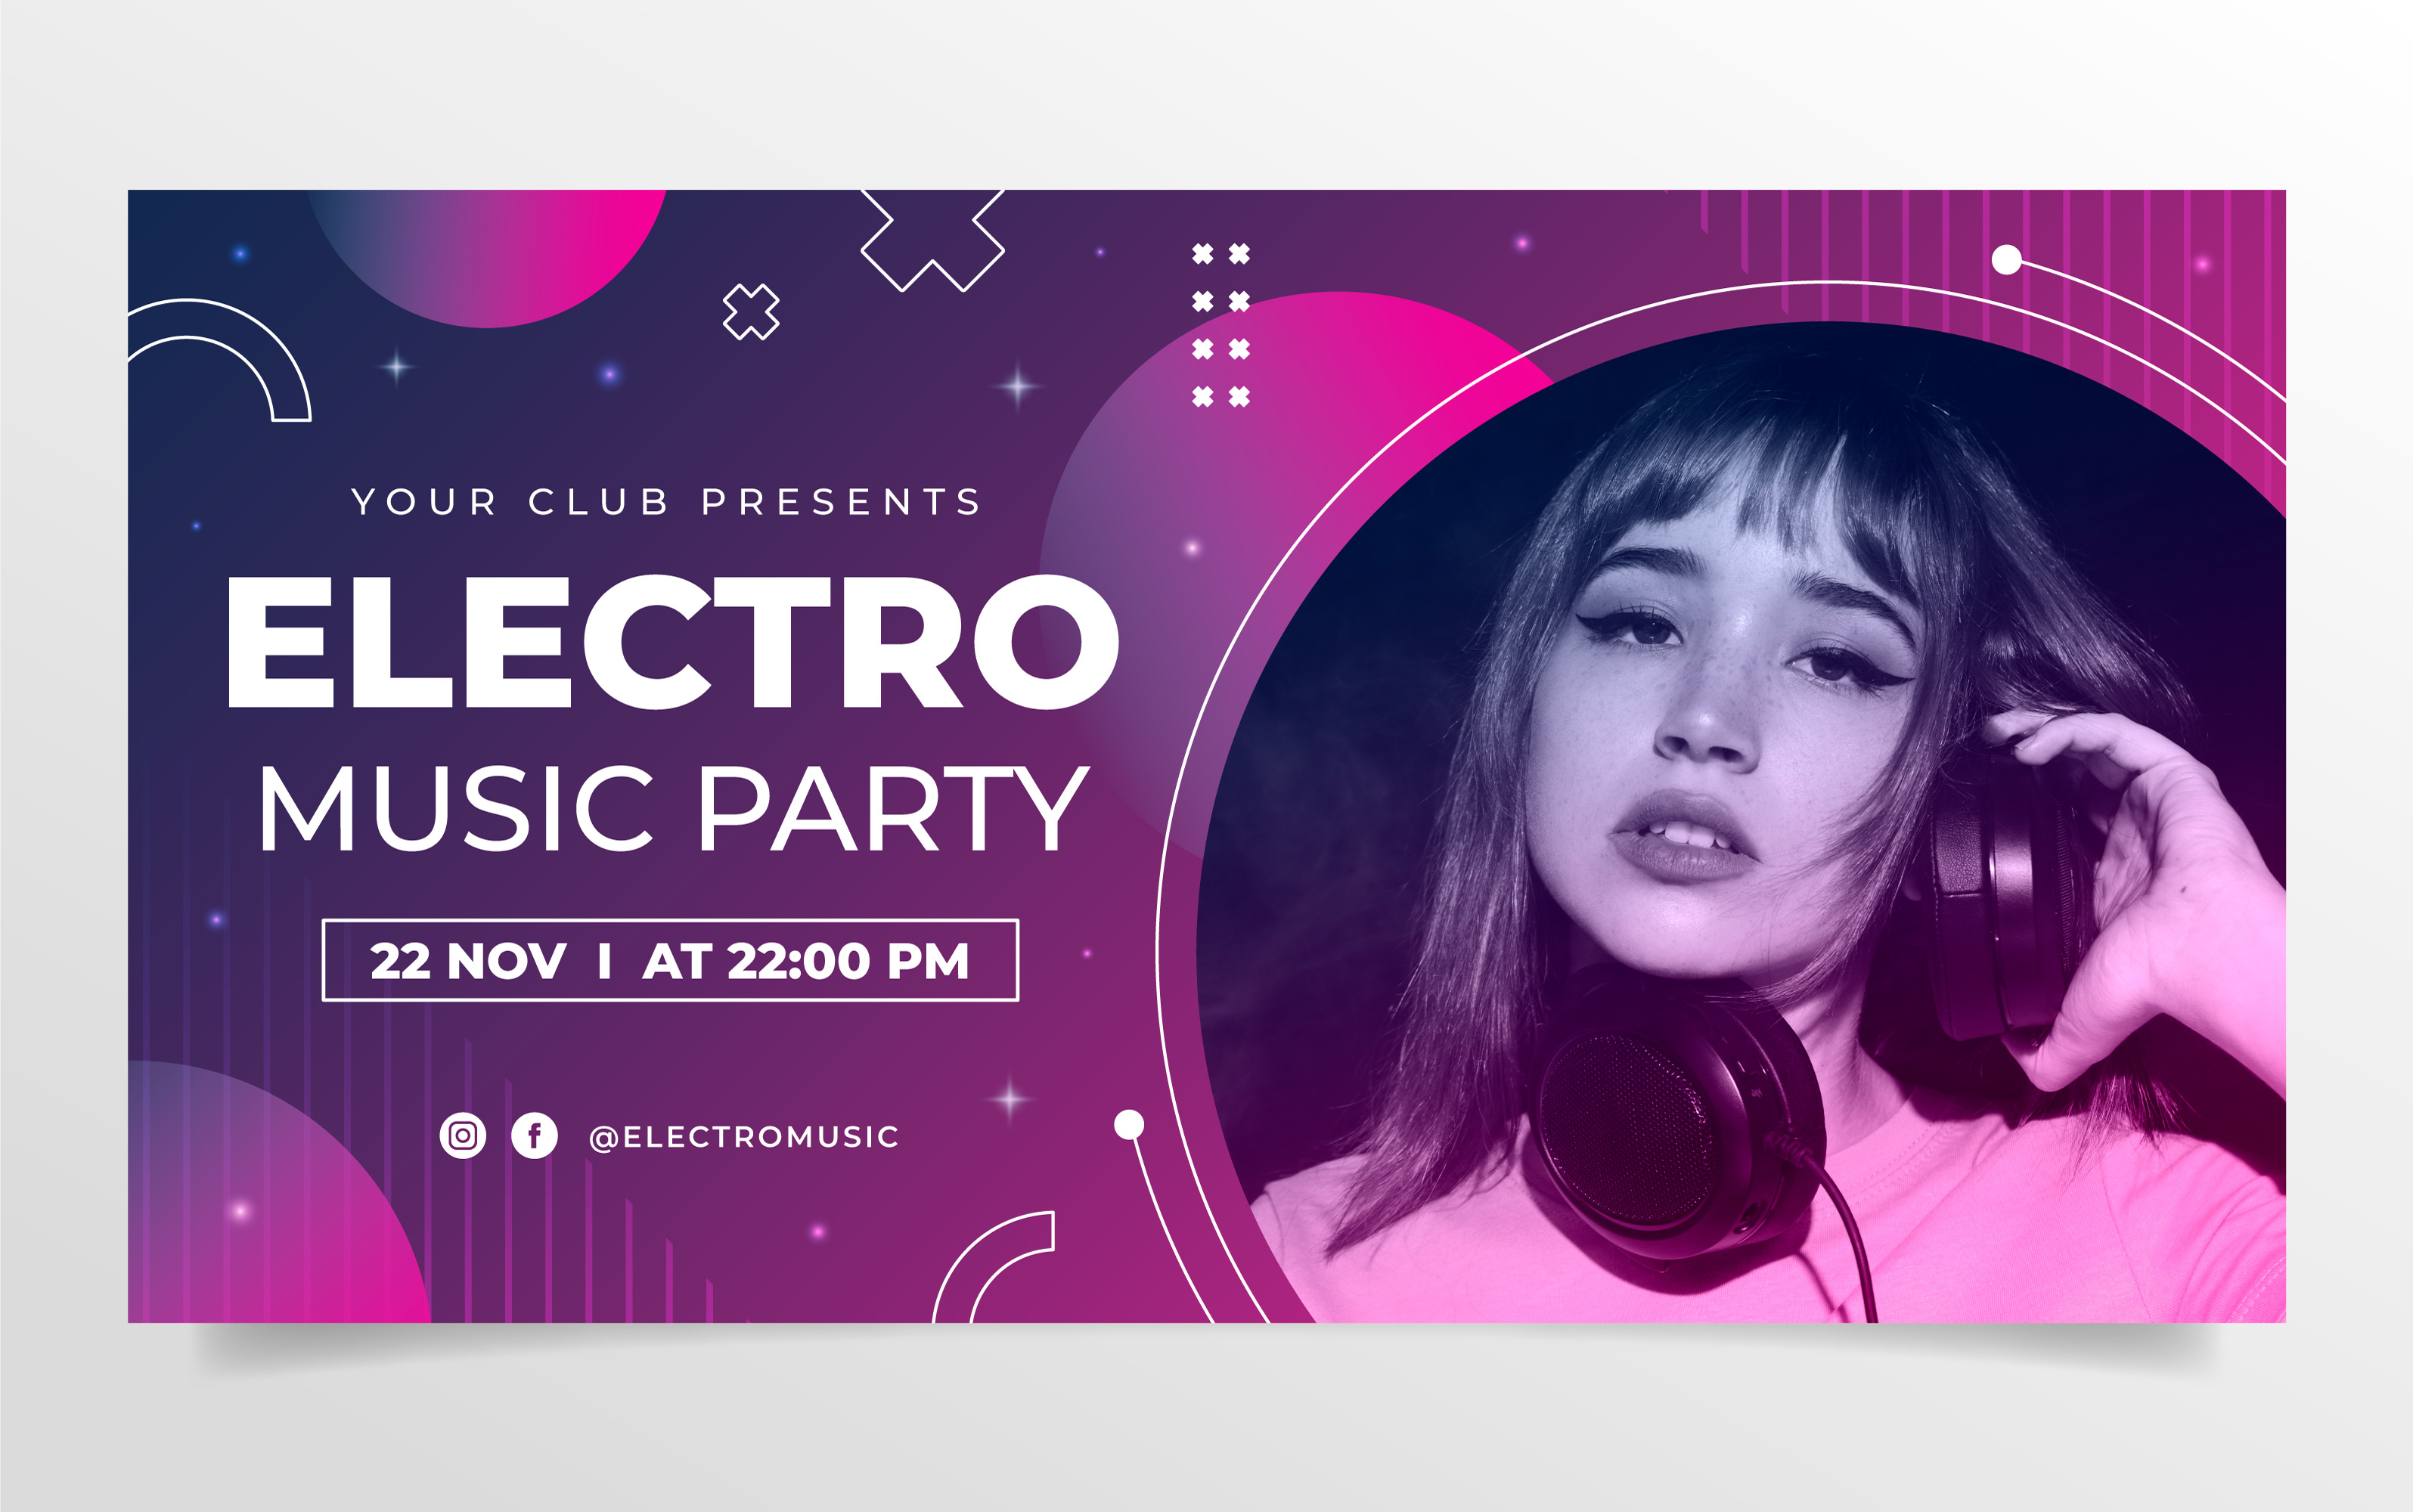 YOUR CLUB PRESENTS
ELECTRO
MUSIC PARTY
22 NOV I AT 22:00 PM
@ELECTROMUSIC